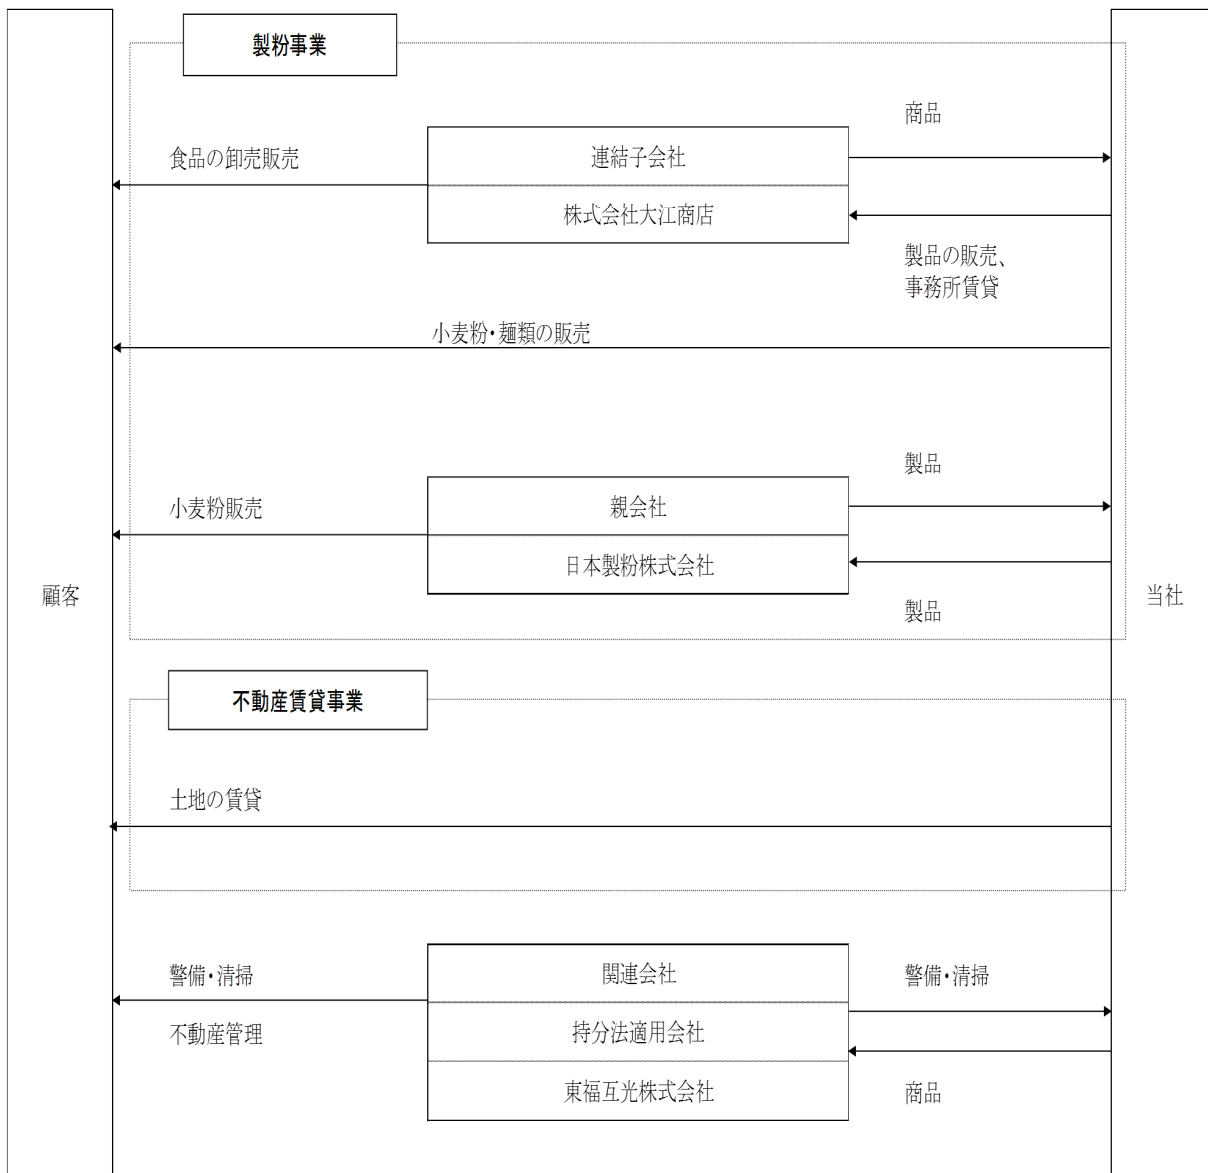 製粉事業
商品
食品の卸売販売
連結子会社
株式会社大江商店
製品の販売、
事務所賃貸
小麦粉・麺類の販売
製品
小麦粉販売
親会社
日本製粉株式会社
製品
顧客
当社
不動産賃貸事業
土地の賃貸
警備・清掃
関連会社
警備・清掃
不動産管理
持分法適用会社
東福互光株式会社
商品